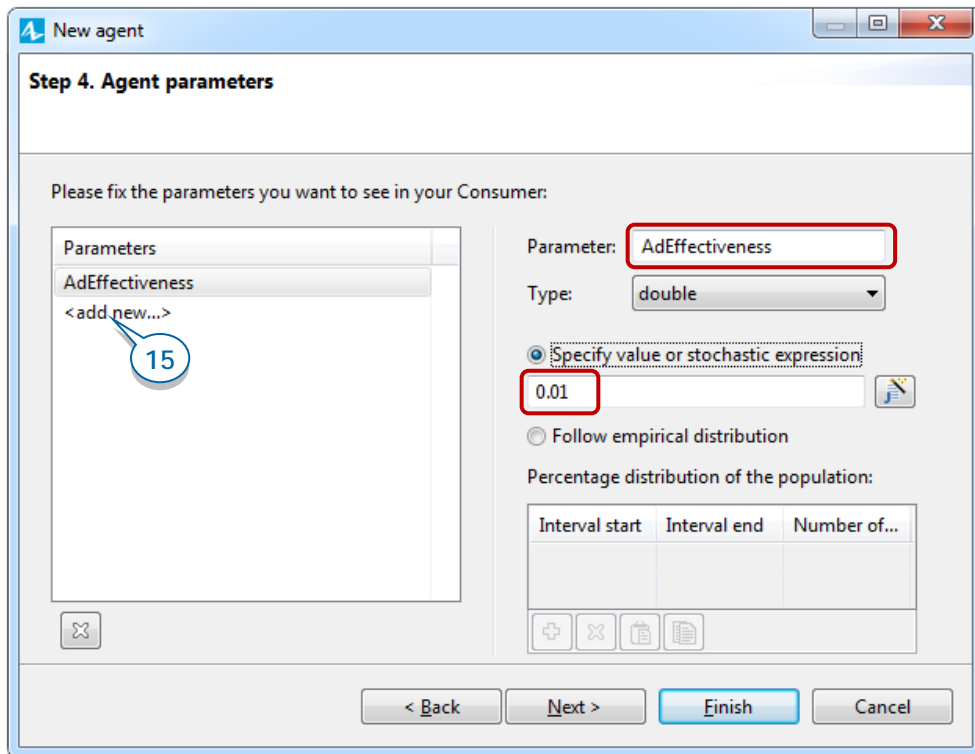 New agent
Step 4. Agent parameters
Please fix the parameters you want to see in your Consumer:
Parameters
AdEffectiveness
<add new...>
15
Parameter: AdEffectiveness
Type: double
Specify value or stochastic expression
0.01
Follow empirical distribution
Percentage distribution of the population:
Interval start Interval end Number of...
< Back Next > Finish Cancel